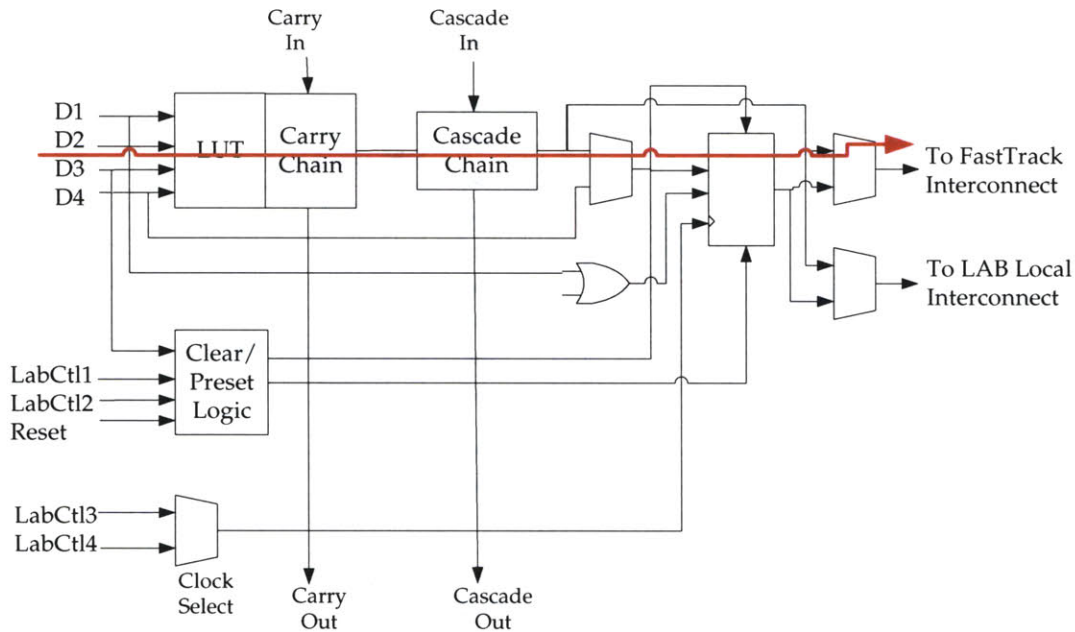 Carry
In
Cascade
In
D1
D2
D3
D4
LUT
Carry
Chain
Cascade
Chain
To FastTrack
Interconnect
To LAB Local
Interconnect
Clear/
Preset
Logic
LabCtl1
LabCtl2
Reset
LabCtl3
LabCtl4
Clock
Select
Carry
Out
Cascade
Out